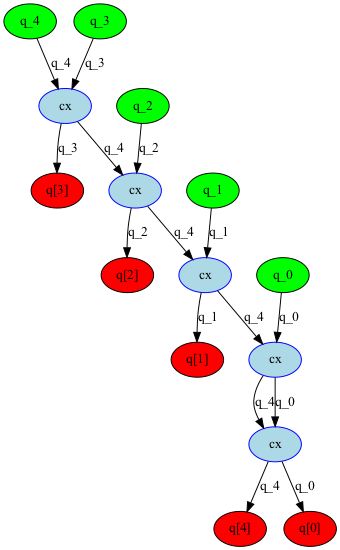 q_4 q_3
q_4 q_3
cx q_2
q_3 q_4 q_2
q[3] cx q_1
q_2 q_4 q_1
q[2] cx q_0
q_1 q_4 q_0
q[1] cx
q_4 q_0
cx
q_4 q_0
q[4] q[0]